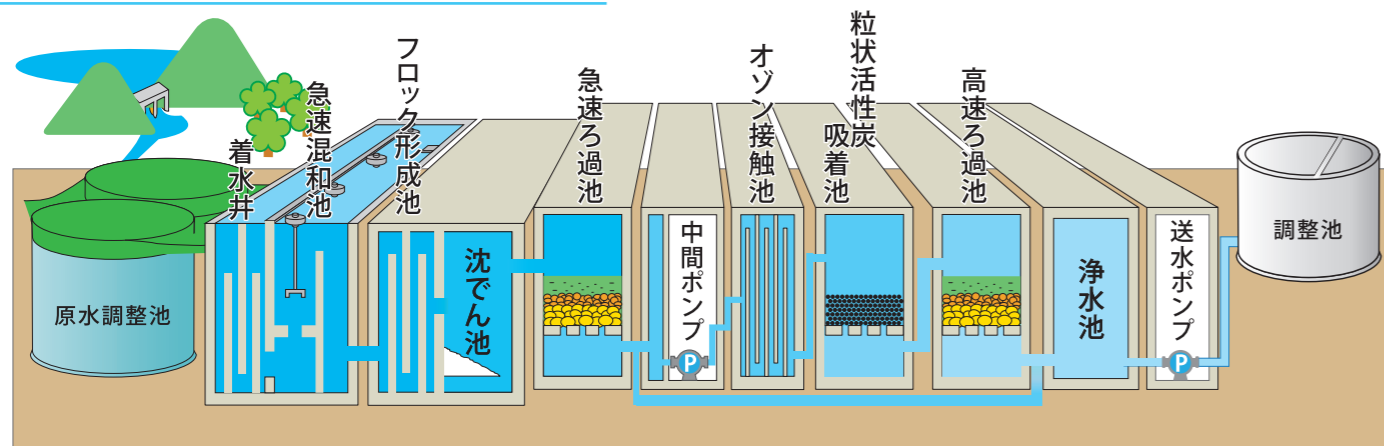 原水調整池
着水井
急速混和池
フロック形成池
沈でん池
急速ろ過池
中間ポンプ
P
オゾン接触池
粒状活性炭
吸着池
高速ろ過池
浄水池
送水ポンプ
P
調整池